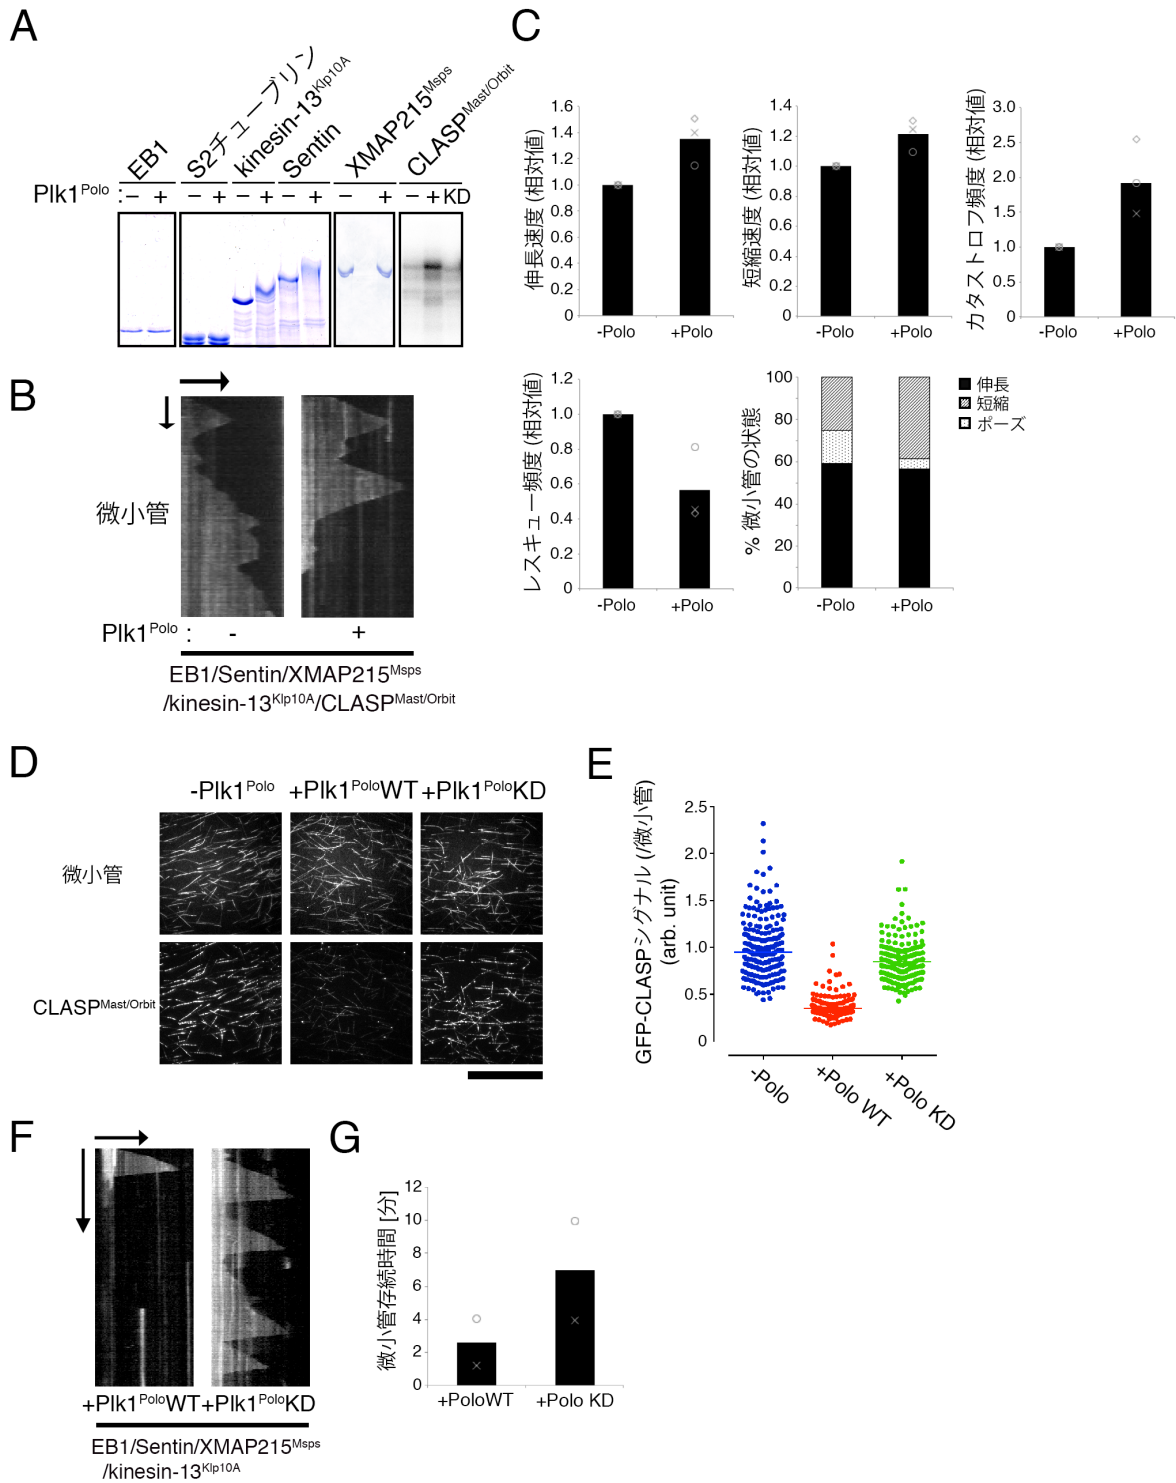 A
EB1
S2チューブリン
kinesin-13Klp10A
Sentin
XMAP215Msps
CLASPMast/Orbit
Plk1Polo : − + − + − + − + − + − + KD
B
微小管
Plk1Polo : - +
EB1/Sentin/XMAP215Msps
/kinesin-13Klp10A/CLASPMast/Orbit
C
伸長速度 (相対値)
1.6
1.4
1.2
1.0
0.8
0.6
0.4
0.2
0
-Polo +Polo
短縮速度 (相対値)
1.4
1.2
1.0
0.8
0.6
0.4
0.2
0
-Polo +Polo
カタストロフ頻度 (相対値)
3.0
2.5
2.0
1.5
1.0
0.5
0
-Polo +Polo
レスキュー頻度 (相対値)
1.2
1.0
0.8
0.6
0.4
0.2
0
-Polo +Polo
% 微小管の状態
100
80
60
40
20
0
-Polo +Polo
伸長
短縮
ポーズ
D
-Plk1Polo +Plk1PoloWT +Plk1PoloKD
微小管
CLASPMast/Orbit
E
GFP-CLASPシグナル (/微小管)
(arb. unit)
2.5
2.0
1.5
1.0
0.5
0
-Polo
+Polo WT
+Polo KD
F
+Plk1PoloWT +Plk1PoloKD
EB1/Sentin/XMAP215Msps
/kinesin-13Klp10A
G
微小管存続時間 [分]
12
10
8
6
4
2
0
+PoloWT +Polo KD